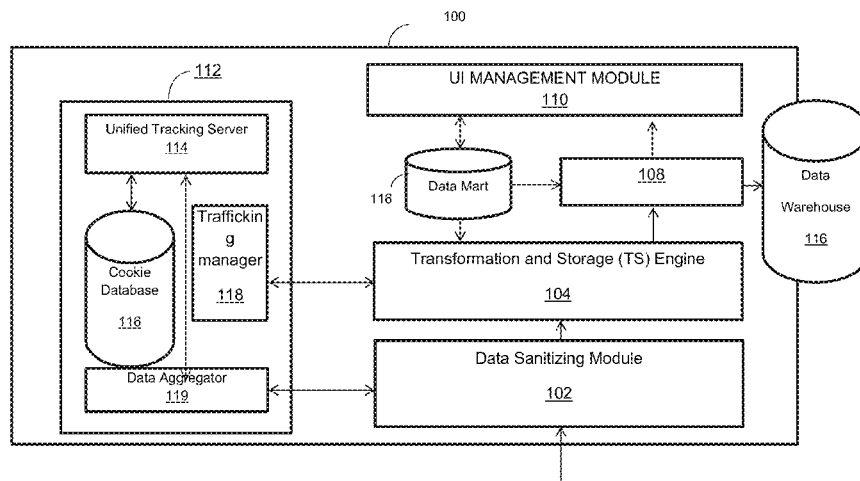 100
112
UI MANAGEMENT MODULE
110
Unified Tracking Server
114
116
Data Mart
108
Data
Warehouse
116
Traffickin
g
manager
118
Cookie
Database
116
Transformation and Storage (TS) Engine
104
Data Sanitizing Module
102
Data Aggregator
119